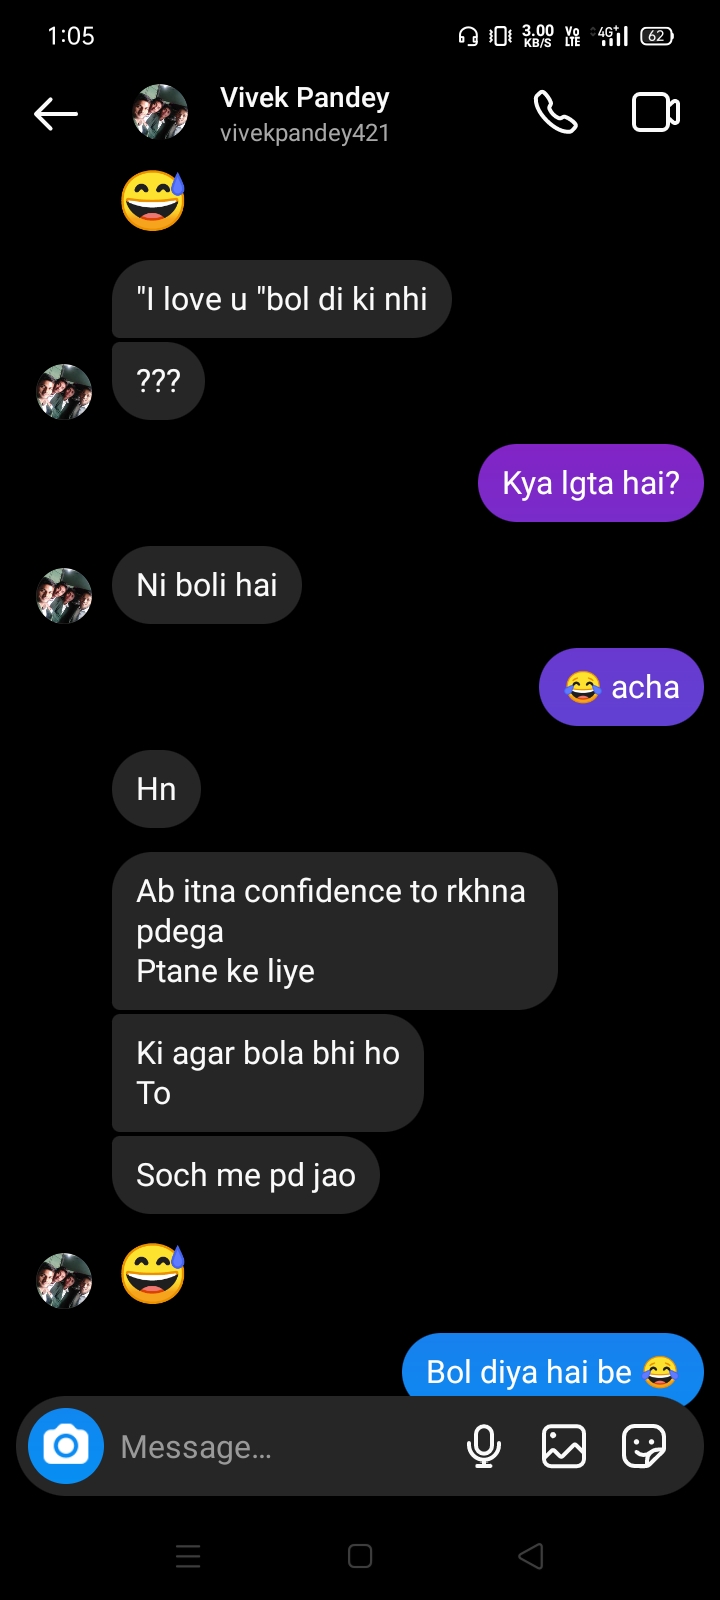 1:05
3.00 KB/S Vo LTE 4G+ 62
Vivek Pandey
vivekpandey421
😅
"I love u "bol di ki nhi
???
Kya lgta hai?
Ni boli hai
😂 acha
Hn
Ab itna confidence to rkhna
pdega
Ptane ke liye
Ki agar bola bhi ho
To
Soch me pd jao
😅
Bol diya hai be 😂
Message...